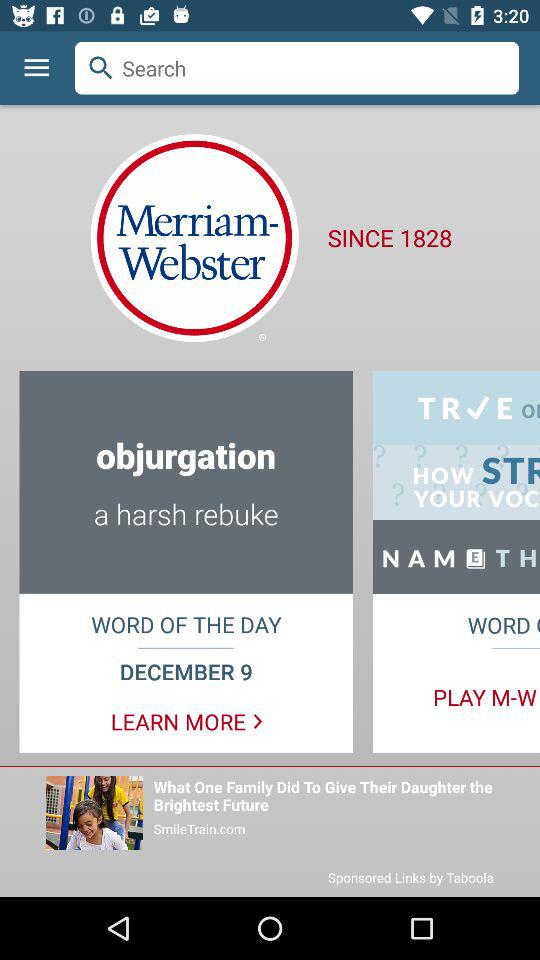 3:20
Search
Merriam-
Webster
®
SINCE 1828
objurgation
a harsh rebuke
WORD OF THE DAY
DECEMBER 9
LEARN MORE >
TR✓E or
? ? ? ?
HOW STR
? ? ? ?
YOUR VOC
NAM E TH
WORD
PLAY M-W
What One Family Did To Give Their Daughter the
Brightest Future
SmileTrain.com
Sponsored Links by Taboola